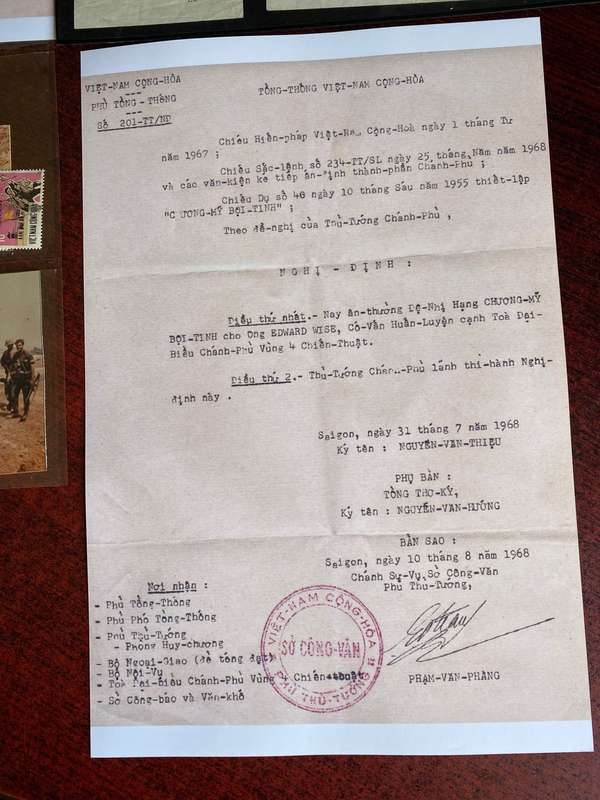 VIỆT-NAM CỘNG-HÒA
---
PHỦ TỔNG-THỐNG
---
Số 201-TT/NĐ
TỔNG-THỐNG VIỆT-NAM CỘNG-HÒA
Chiếu Hiến-pháp Việt-Nam Cộng-Hoà ngày 1 tháng Tư
năm 1967 ;
Chiếu Sắc-lệnh số 234-TT/SL ngày 25 tháng Năm năm 1968
và các văn-kiện kế tiếp ấn-định thành-phần Chánh-Phủ ;
Chiếu Dụ số 40 ngày 10 tháng Sáu năm 1955 thiết-lập
"CHƯƠNG-MỸ BỘI-TINH" ;
Theo đề-nghị của Thủ-Tướng Chánh-Phủ ,
NGHỊ-ĐỊNH :
Điều thứ nhất.- Nay ân-thưởng Đệ-Nhị Hạng CHƯƠNG-MỸ
BỘI-TINH cho Ông EDWARD WISE, Cố-Vấn Huấn-Luyện cạnh Toà Đại-
Biểu Chánh-Phủ Vùng 4 Chiến-Thuật.
Điều thứ 2.- Thủ-Tướng Chánh-Phủ lãnh thi-hành Nghị-
định này .
Saigon, ngày 31 tháng 7 năm 1968
Ký tên : NGUYỄN-VĂN-THIỆU
PHỤ BẢN :
TỔNG THƠ-KÝ,
Ký tên : NGUYỄN-VĂN-HƯỚNG
BẢN SAO :
Saigon, ngày 10 tháng 8 năm 1968
Chánh Sự-Vụ Sở Công-Văn
Phủ Thủ-Tướng,
PHẠM-VĂN-PHÀNG
Nơi nhận :
- Phủ Tổng-Thống
- Phủ Phó Tổng-Thống
- Phủ Thủ-Tướng
- Phòng Huy-chương
- Bộ Ngoại-Giao (để tống đạt)
- Bộ Nội-Vụ
- Toà Đại-Biểu Chánh-Phủ Vùng Chiến-thuật
- Sở Công-báo và Văn-khố
VIỆT-NAM CỘNG-HÒA
SỞ CÔNG-VĂN
PHỦ THỦ-TƯỚNG